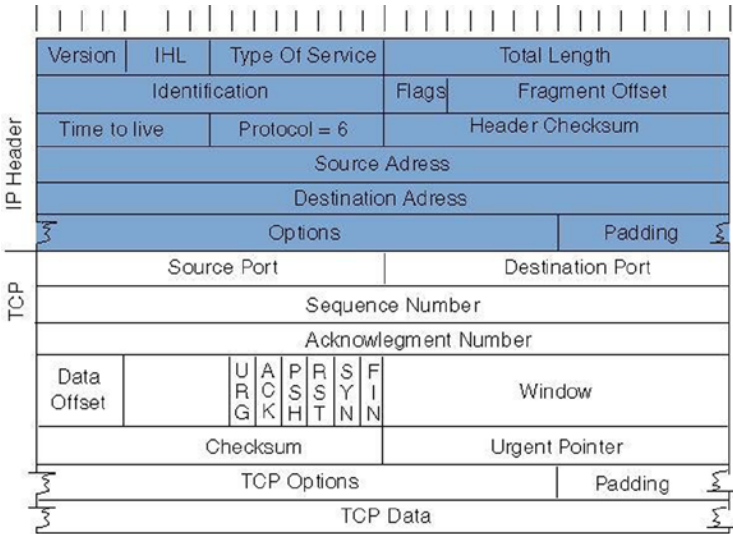 Version IHL Type Of Service Total Length
Identification Flags Fragment Offset
Time to live Protocol = 6 Header Checksum
Source Adress
Destination Adress
Options Padding
IP Header
Source Port Destination Port
Sequence Number
Acknowlegment Number
Data Offset URG ACK PSH RST SYN FIN Window
Checksum Urgent Pointer
TCP Options Padding
TCP Data
TCP